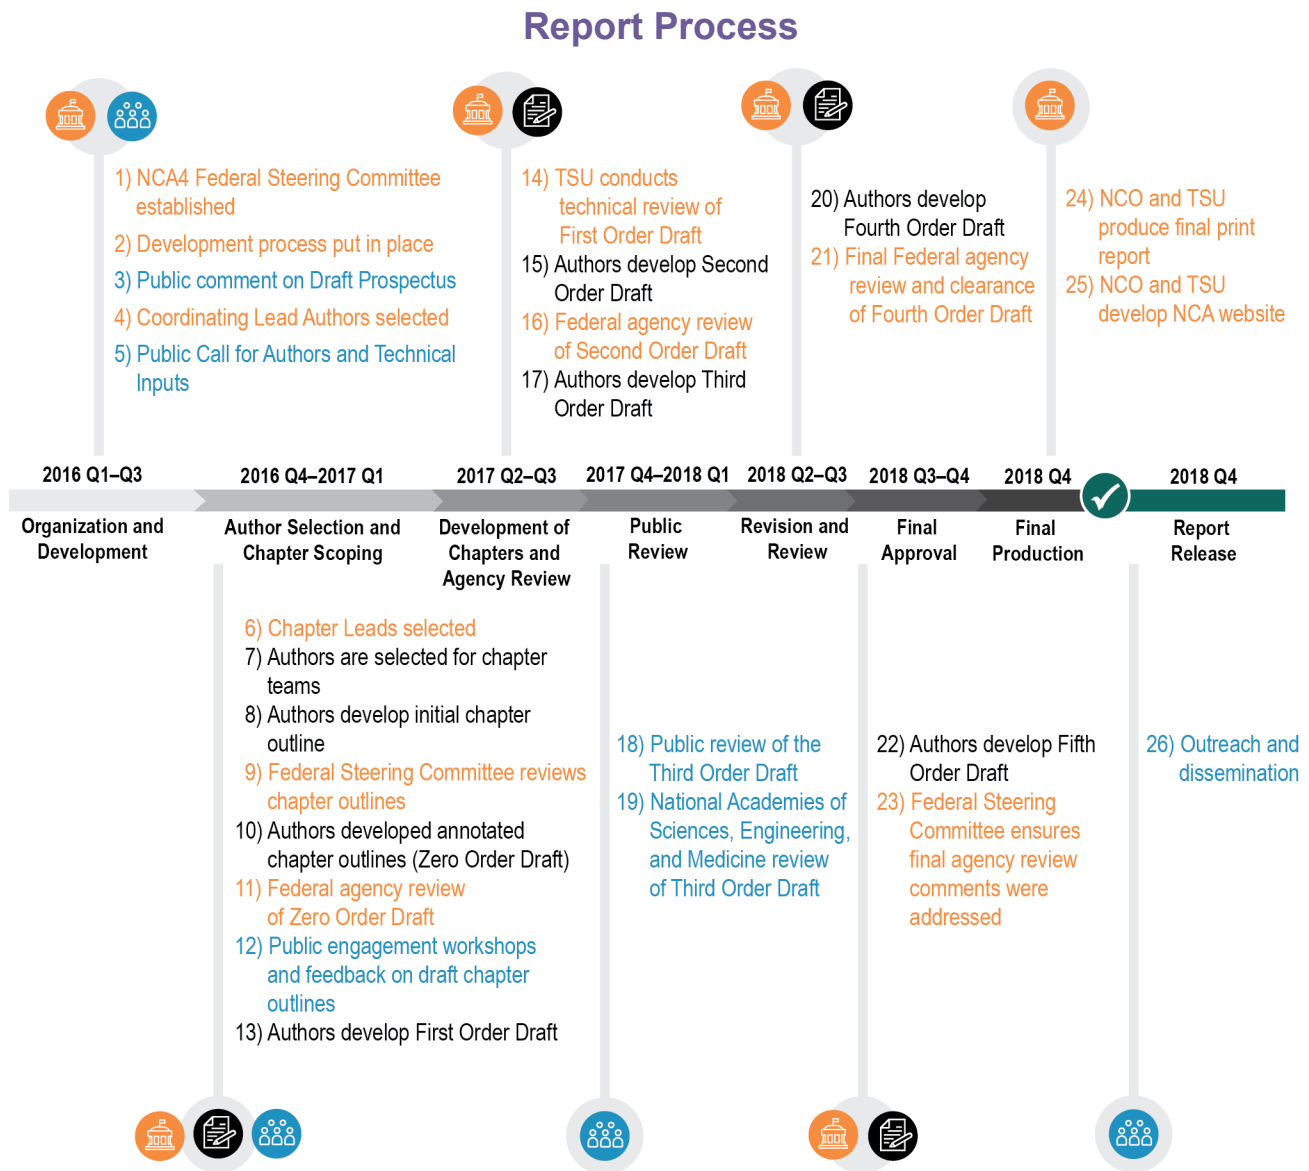 Report Process
1) NCA4 Federal Steering Committee
established
2) Development process put in place
3) Public comment on Draft Prospectus
4) Coordinating Lead Authors selected
5) Public Call for Authors and Technical
Inputs
14) TSU conducts
technical review of
First Order Draft
15) Authors develop Second
Order Draft
16) Federal agency review
of Second Order Draft
17) Authors develop Third
Order Draft
20) Authors develop
Fourth Order Draft
21) Final Federal agency
review and clearance
of Fourth Order Draft
24) NCO and TSU
produce final print
report
25) NCO and TSU
develop NCA website
2016 Q1–Q3
2016 Q4–2017 Q1
2017 Q2–Q3
2017 Q4–2018 Q1
2018 Q2–Q3
2018 Q3–Q4
2018 Q4
2018 Q4
Organization and
Development
Author Selection and
Chapter Scoping
Development of
Chapters and
Agency Review
Public
Review
Revision and
Review
Final
Approval
Final
Production
Report
Release
6) Chapter Leads selected
7) Authors are selected for chapter
teams
8) Authors develop initial chapter
outline
9) Federal Steering Committee reviews
chapter outlines
10) Authors developed annotated
chapter outlines (Zero Order Draft)
11) Federal agency review
of Zero Order Draft
12) Public engagement workshops
and feedback on draft chapter
outlines
13) Authors develop First Order Draft
18) Public review of the
Third Order Draft
19) National Academies of
Sciences, Engineering,
and Medicine review
of Third Order Draft
22) Authors develop Fifth
Order Draft
23) Federal Steering
Committee ensures
final agency review
comments were
addressed
26) Outreach and
dissemination